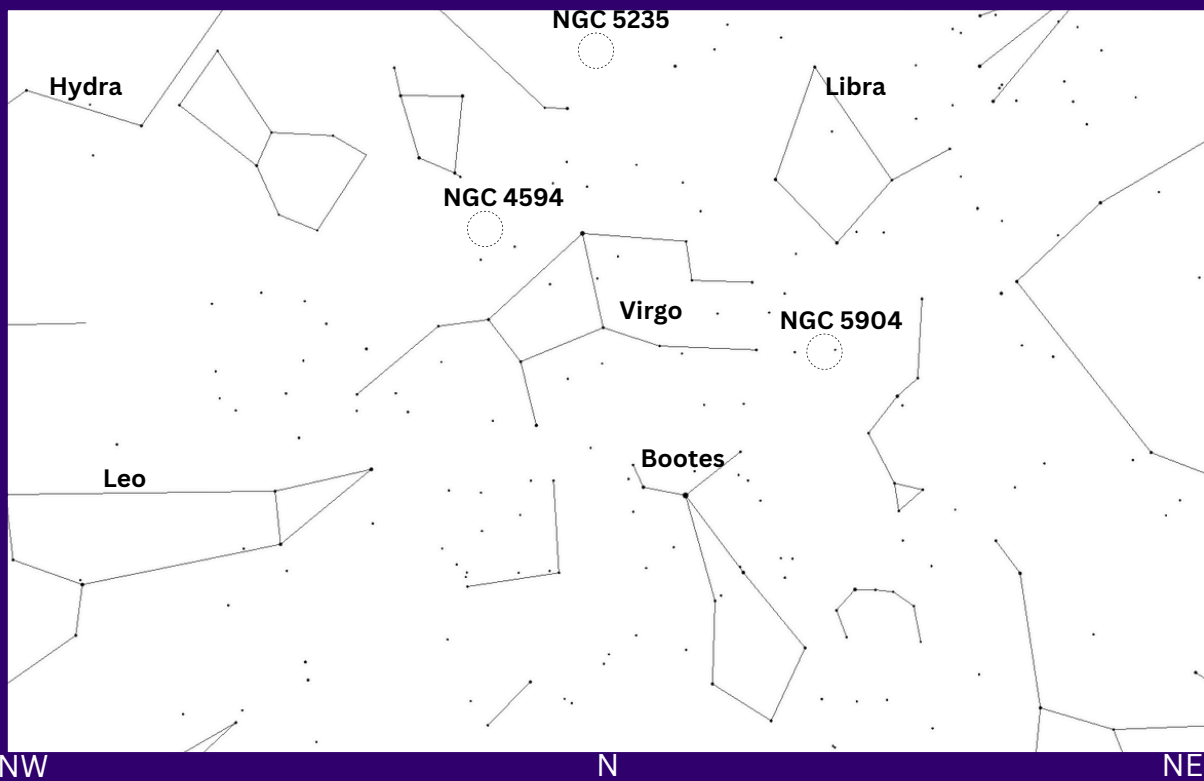 NGC 5235
Hydra
Libra
NGC 4594
Virgo
NGC 5904
Bootes
Leo
NW
N
NE